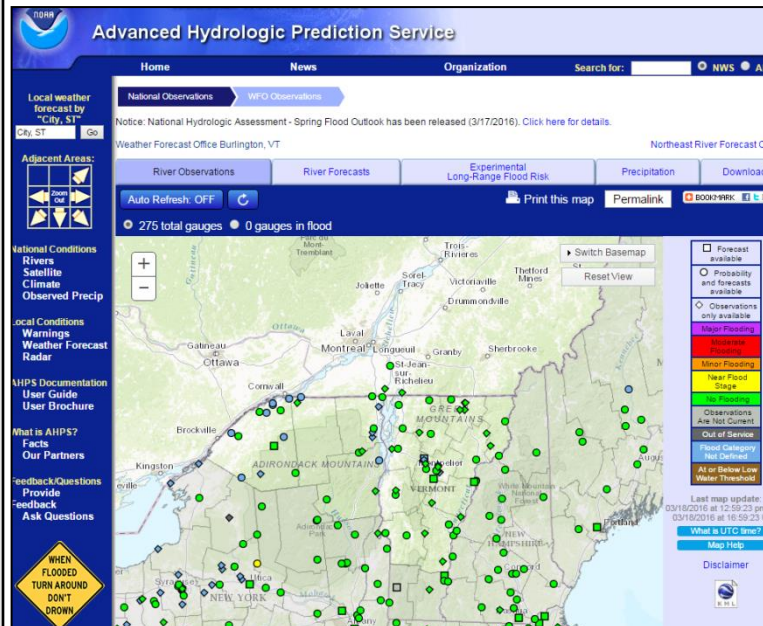 NOAA
Advanced Hydrologic Prediction Service
Home News Organization Search for: NWS
Local weather
forecast by
"City, ST"
City, ST Go
Adjacent Areas:
Zoom
Out
National Conditions
Rivers
Satellite
Climate
Observed Precip
Local Conditions
Warnings
Weather Forecast
Radar
AHPS Documentation
User Guide
User Brochure
What is AHPS?
Facts
Our Partners
Feedback/Questions
Provide
Feedback
Ask Questions
WHEN
FLOODED
TURN AROUND
DON'T
DROWN
National Observations WFO Observations
Notice: National Hydrologic Assessment - Spring Flood Outlook has been released (3/17/2016). Click here for details.
Weather Forecast Office Burlington, VT Northeast River Forecast
River Observations River Forecasts Experimental
Long-Range Flood Risk Precipitation Download
Auto Refresh: OFF Print this map Permalink BOOKMARK
275 total gauges 0 gauges in flood
+
−
Switch Basemap
Reset View
Mont-
Tremblant
Trois-
Rivieres
Joliette
Sorel-
Tracy
Victoriaville
Thetford
Mines
Drummondville
Gatineau
Ottawa
Ottawa
Laval
Montreal
Longueuil
Granby
Sherbrooke
St-Jean-
sur-
Richelieu
Cornwall
Brockville
Kingston
GREEN
MOUNTAINS
ADIRONDACK MOUNTAINS
Montpelier
VERMONT
White Mountain
National
Forest
Augus
Portland
Adirondack
Park
NEW
HAMPSHIRE
Concord
Syracuse
Utica
NEW YORK
Mohawk
Albany
Forecast
available
Probability
and forecasts
available
Observations
only available
Major Flooding
Moderate
Flooding
Minor Flooding
Near Flood
Stage
No Flooding
Observations
Are Not Current
Out of Service
Flood Category
Not Defined
At or Below Low
Water Threshold
Last map update:
03/18/2016 at 12:59:23 pm
03/18/2016 at 16:59:23
What is UTC time?
Map Help
Disclaimer
KML